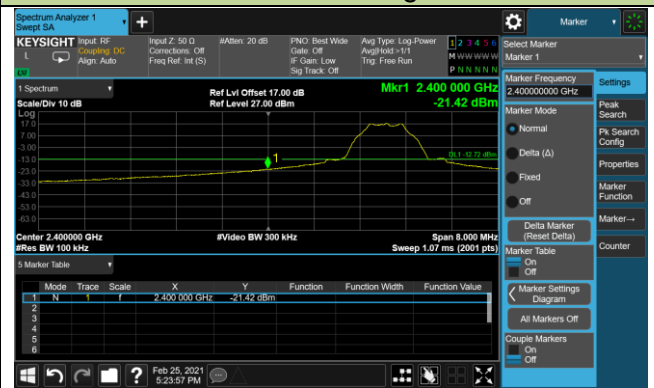 Spectrum Analyzer 1
Swept SA
KEYSIGHT
L
Input: RF
Coupling: DC
Align: Auto
Input Z: 50 Ω
Corrections: Off
Freq Ref: Int (S)
#Atten: 20 dB
PNO: Best Wide
Gate: Off
IF Gain: Low
Sig Track: Off
Avg Type: Log-Power
Avg|Hold:>1/1
Trig: Free Run
1 2 3 4 5 6
M W W W W W
P N N N N N
Marker
Select Marker
Marker 1
1 Spectrum
Scale/Div 10 dB
Log
Ref Lvl Offset 17.00 dB
Ref Level 27.00 dBm
Mkr1 2.400 000 GHz
-21.42 dBm
17.0
7.00
-3.00
-13.0
-23.0
-33.0
-43.0
-53.0
-63.0
1
DL1 -12.72 dBm
Center 2.400000 GHz
#Res BW 100 kHz
#Video BW 300 kHz
Span 8.000 MHz
Sweep 1.07 ms (2001 pts)
5 Marker Table
Mode Trace Scale X Y Function Function Width Function Value
1 N 1 f 2.400 000 GHz -21.42 dBm
2
3
4
5
6
Marker Frequency
2.400000000 GHz
Marker Mode
Normal
Delta (Δ)
Fixed
Off
Delta Marker
(Reset Delta)
Marker Table
On
Off
Marker Settings
Diagram
All Markers Off
Couple Markers
On
Off
Settings
Peak
Search
Pk Search
Config
Properties
Marker
Function
Marker→
Counter
?
Feb 25, 2021
5:23:57 PM